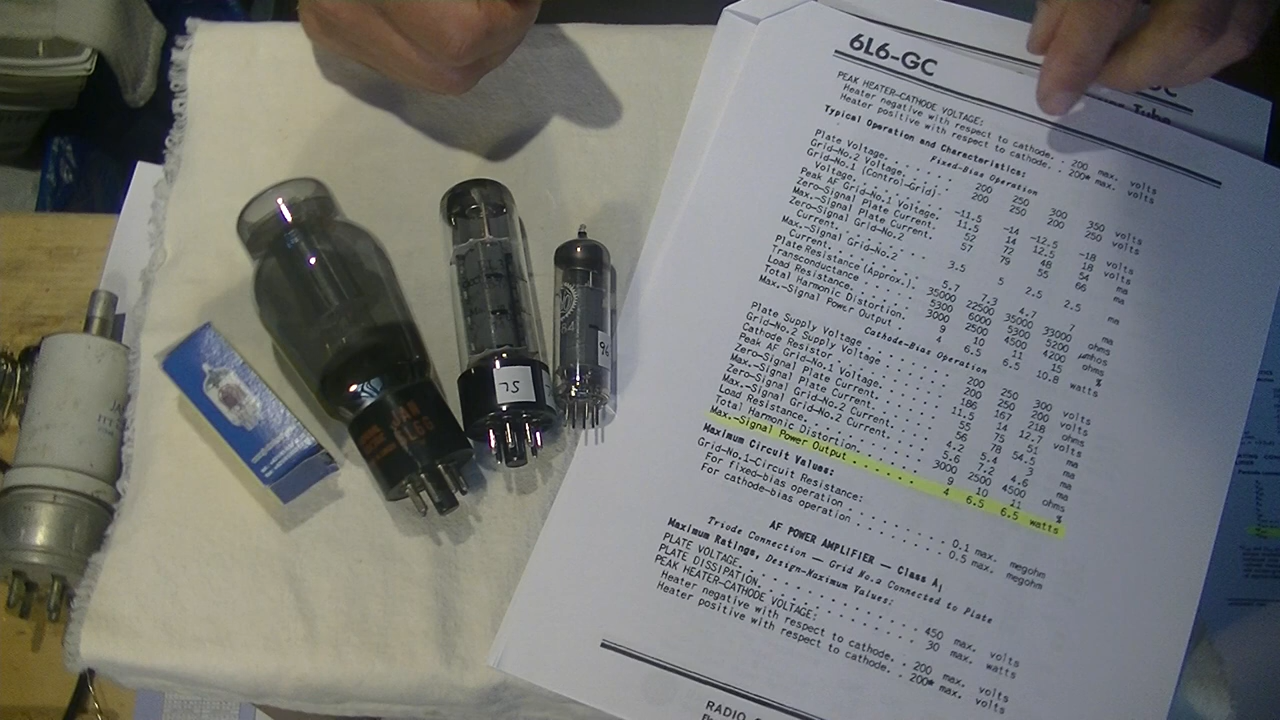 6L6-GC
PEAK HEATER-CATHODE VOLTAGE:
Heater negative with respect to cathode. . 200 max. volts
Heater positive with respect to cathode. . 200* max. volts
Typical Operation and Characteristics:
Fixed-Bias Operation
Plate Voltage. . . . . . . . 200 250 300 350 volts
Grid-No.2 Voltage. . . . . . 200 250 200 250 volts
Grid-No.1 (Control-Grid)
Voltage. . . . . . . . . . -11.5 -14 -12.5 -18 volts
Peak AF Grid-No.1 Voltage. 11.5 14 12.5 18 volts
Zero-Signal Plate Current. 52 72 48 54 ma
Max.-Signal Plate Current. 57 79 55 66 ma
Zero-Signal Grid-No.2
Current. . . . . . . . . . 3.5 5 2.5 2.5 ma
Max.-Signal Grid-No.2
Current. . . . . . . . . . 5.7 7.3 4.7 7 ma
Plate Resistance (Approx.). 35000 22500 35000 33000 ohms
Transconductance. . . . . . 5300 6000 5300 5200 µmhos
Load Resistance. . . . . . . 3000 2500 4500 4200 ohms
Total Harmonic Distortion. . 9 10 11 15 %
Max.-Signal Power Output . . 4 6.5 6.5 10.8 watts
Cathode-Bias Operation
Plate Supply Voltage . . . . . . 200 250 300 volts
Grid-No.2 Supply Voltage . . . . 200 250 200 volts
Cathode Resistor . . . . . . . . 186 167 218 ohms
Peak AF Grid-No.1 Voltage. . . . 11.5 14 12.7 volts
Zero-Signal Plate Current. . . . 55 75 51 ma
Max.-Signal Plate Current. . . . 56 78 54.5 ma
Zero-Signal Grid-No.2 Current. . 4.2 5.4 3 ma
Max.-Signal Grid-No.2 Current. . 5.6 7.2 4.6 ma
Load Resistance. . . . . . . . . 3000 2500 4500 ohms
Total Harmonic Distortion. . . . 9 10 11 %
Max.-Signal Power Output . . . . . . 4 6.5 6.5 watts
Maximum Circuit Values:
Grid-No.1-Circuit Resistance:
For fixed-bias operation . . . . . . . . . 0.1 max. megohm
For cathode-bias operation . . . . . . . . 0.5 max. megohm
AF POWER AMPLIFIER — Class A1
Triode Connection — Grid No.2 Connected to Plate
Maximum Ratings, Design-Maximum Values:
PLATE VOLTAGE. . . . . . . . . . . . 450 max. volts
PLATE DISSIPATION. . . . . . . . . . 30 max. watts
PEAK HEATER-CATHODE VOLTAGE:
Heater negative with respect to cathode. . 200 max. volts
Heater positive with respect to cathode. . 200* max. volts
RADIO
Tube
JAN
6L6G
75
96